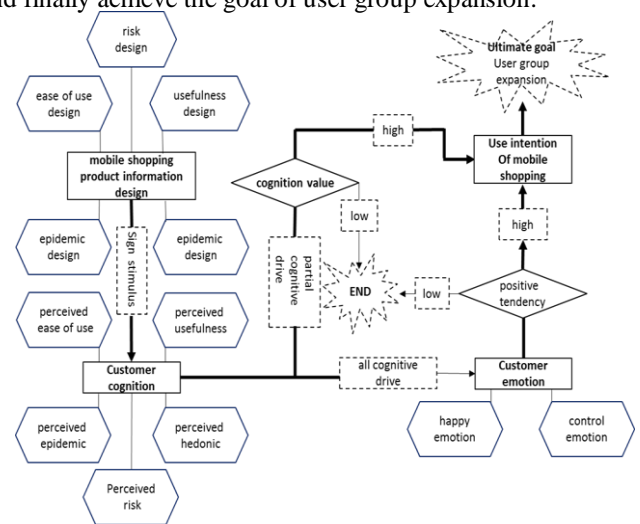 nd finally achieve the goal of user group expansion.
risk
design
ease of use
design
usefulness
design
mobile shopping
product information
design
epidemic
design
Sign stimulus
epidemic
design
perceived
ease of use
perceived
usefulness
Customer
cognition
perceived
epidemic
perceived
hedonic
Perceived
risk
cognition value
high
low
partial
cognitive
drive
END
all cognitive
drive
Ultimate goal
User group
expansion
Use intention
Of mobile
shopping
high
low
positive
tendency
Customer
emotion
happy
emotion
control
emotion